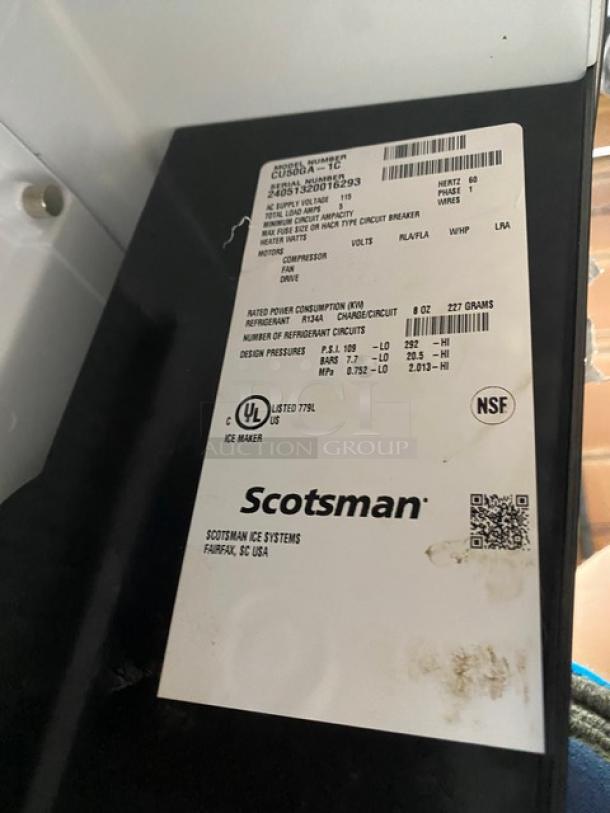 MODEL NUMBER
CU50GA-1C
SERIAL NUMBER
24051320016293
AC SUPPLY VOLTAGE 115 HERTZ 60
TOTAL LOAD AMPS 5 PHASE 1
MINIMUM CIRCUIT AMPACITY WIRES
MAX FUSE SIZE OR HACR TYPE CIRCUIT BREAKER
HEATER WATTS VOLTS RLA/FLA W/HP LRA
MOTORS
COMPRESSOR
FAN
DRIVE
RATED POWER CONSUMPTION (KW)
REFRIGERANT R134A CHARGE/CIRCUIT 8 OZ 227 GRAMS
NUMBER OF REFRIGERANT CIRCUITS
DESIGN PRESSURES P.S.I. 109 -LO 292 -HI
BARS 7.7 -LO 20.5 -HI
MPa 0.752-LO 2.013-HI
C UL US LISTED 779L
ICE MAKER
NSF
PCI
AUCTION GROUP
Scotsman
SCOTSMAN ICE SYSTEMS
FAIRFAX, SC USA